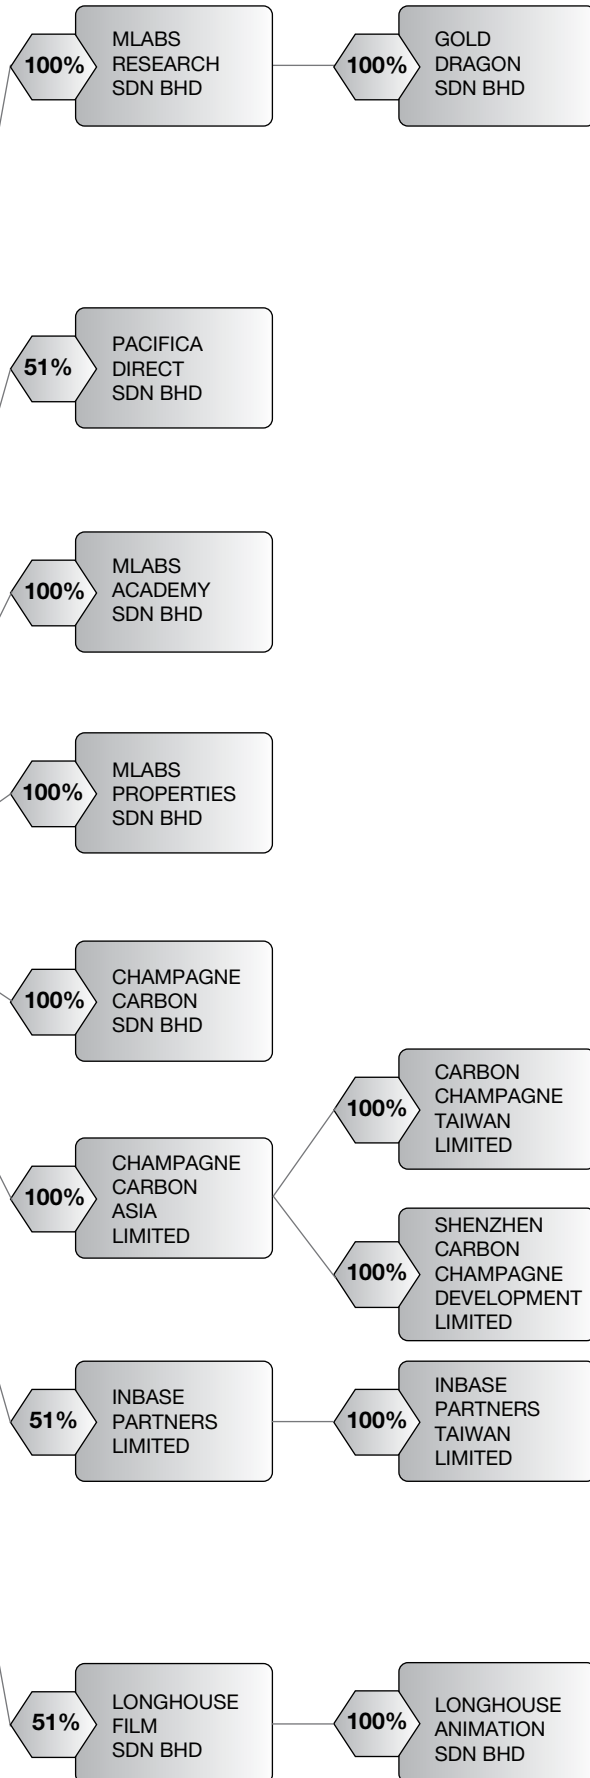 100%
MLABS
RESEARCH
SDN BHD
100%
GOLD
DRAGON
SDN BHD
51%
PACIFICA
DIRECT
SDN BHD
100%
MLABS
ACADEMY
SDN BHD
100%
MLABS
PROPERTIES
SDN BHD
100%
CHAMPAGNE
CARBON
SDN BHD
100%
CHAMPAGNE
CARBON
ASIA
LIMITED
100%
CARBON
CHAMPAGNE
TAIWAN
LIMITED
100%
SHENZHEN
CARBON
CHAMPAGNE
DEVELOPMENT
LIMITED
51%
INBASE
PARTNERS
LIMITED
100%
INBASE
PARTNERS
TAIWAN
LIMITED
51%
LONGHOUSE
FILM
SDN BHD
100%
LONGHOUSE
ANIMATION
SDN BHD